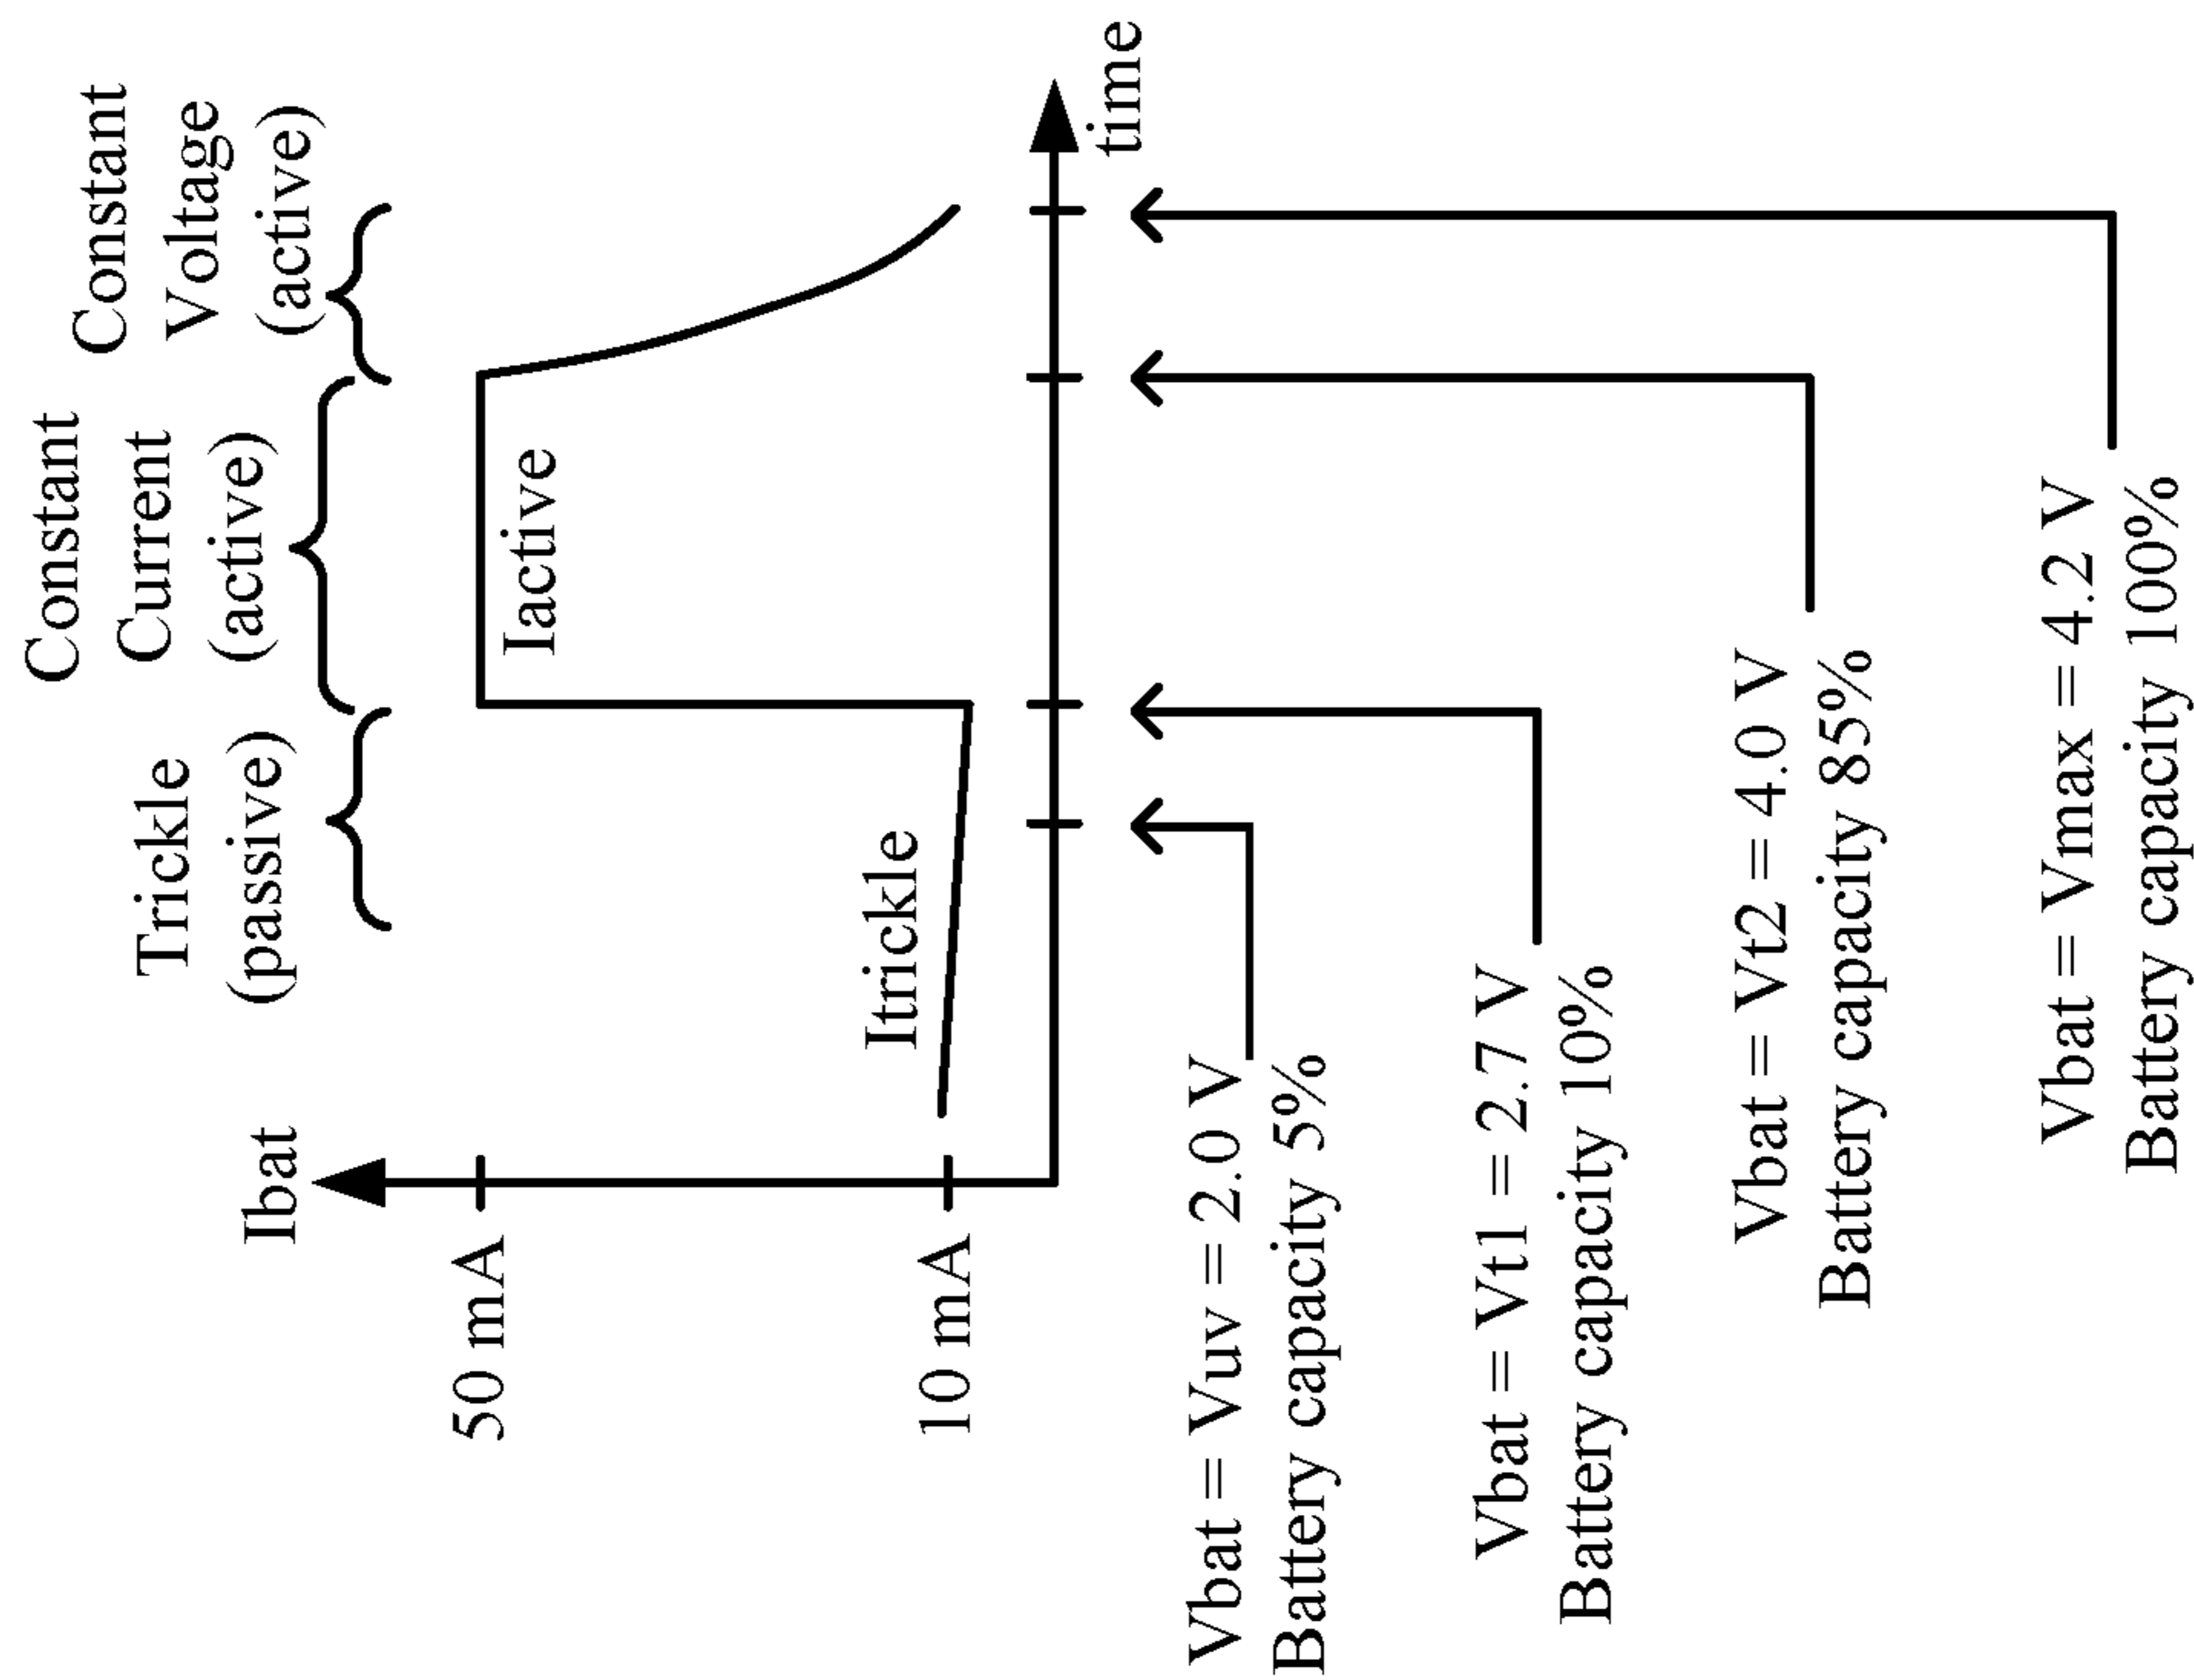 Ibat
Trickle
(passive)
Constant
Current
(active)
Constant
Voltage
(active)
50 mA
10 mA
Itrickle
Iactive
time
Vbat = Vuv = 2.0 V
Battery capacity 5%
Vbat = Vt1 = 2.7 V
Battery capacity 10%
Vbat = Vt2 = 4.0 V
Battery capacity 85%
Vbat = Vmax = 4.2 V
Battery capacity 100%